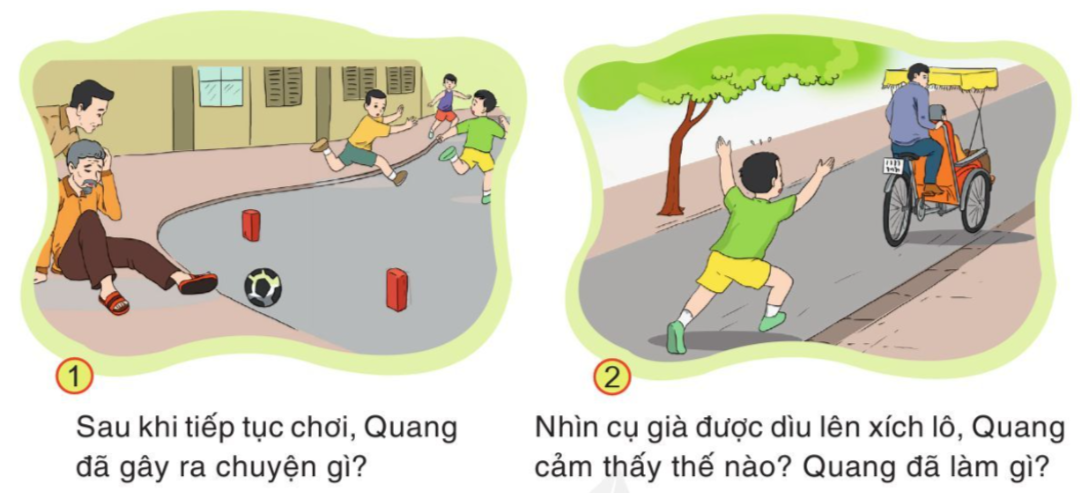 1
Sau khi tiếp tục chơi, Quang
đã gây ra chuyện gì?
2
Nhìn cụ già được dìu lên xích lô, Quang
cảm thấy thế nào? Quang đã làm gì?